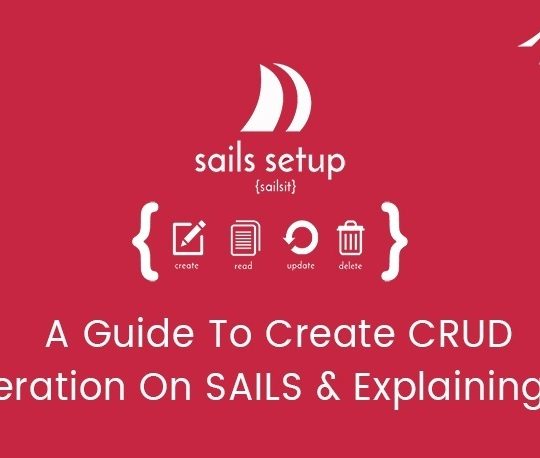 sails setup
{sailsit}
{ create read update delete }
A Guide To Create CRUD
eration On SAILS & Explaining